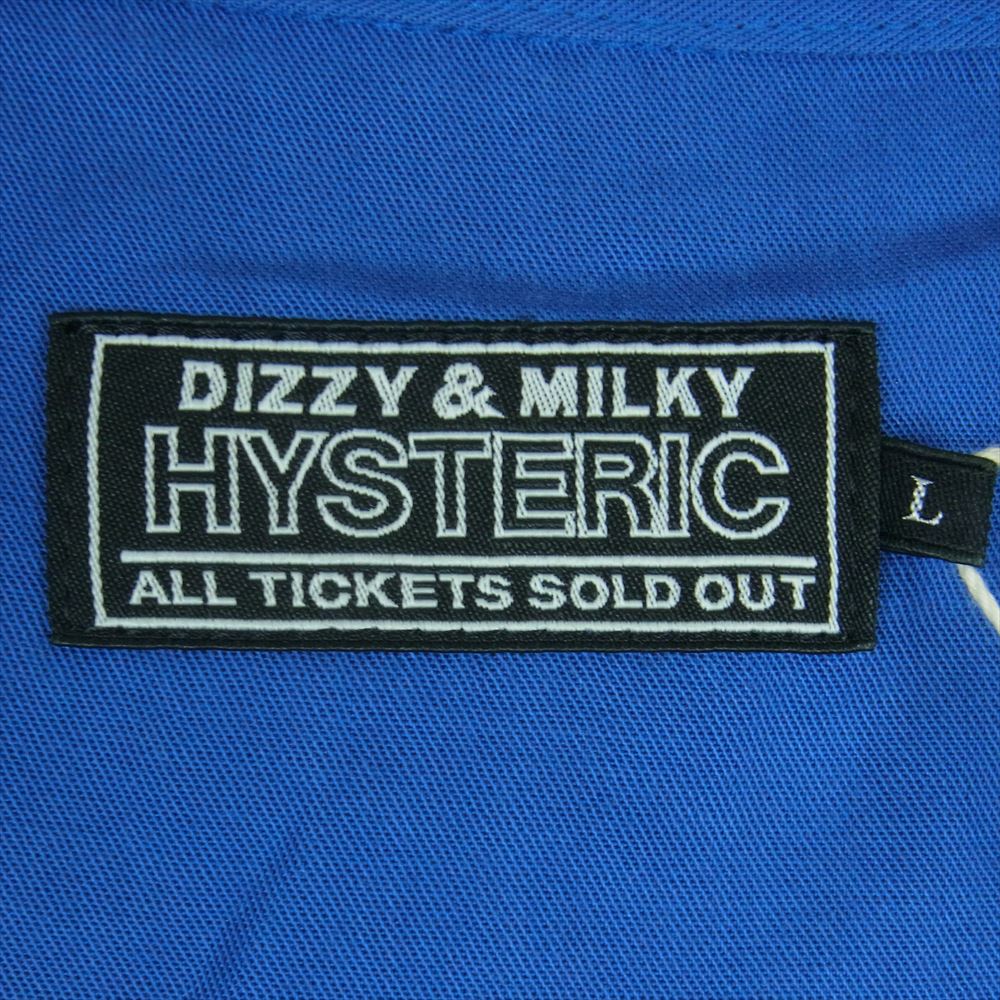 DIZZY & MILKY
HYSTERIC
ALL TICKETS SOLD OUT
L